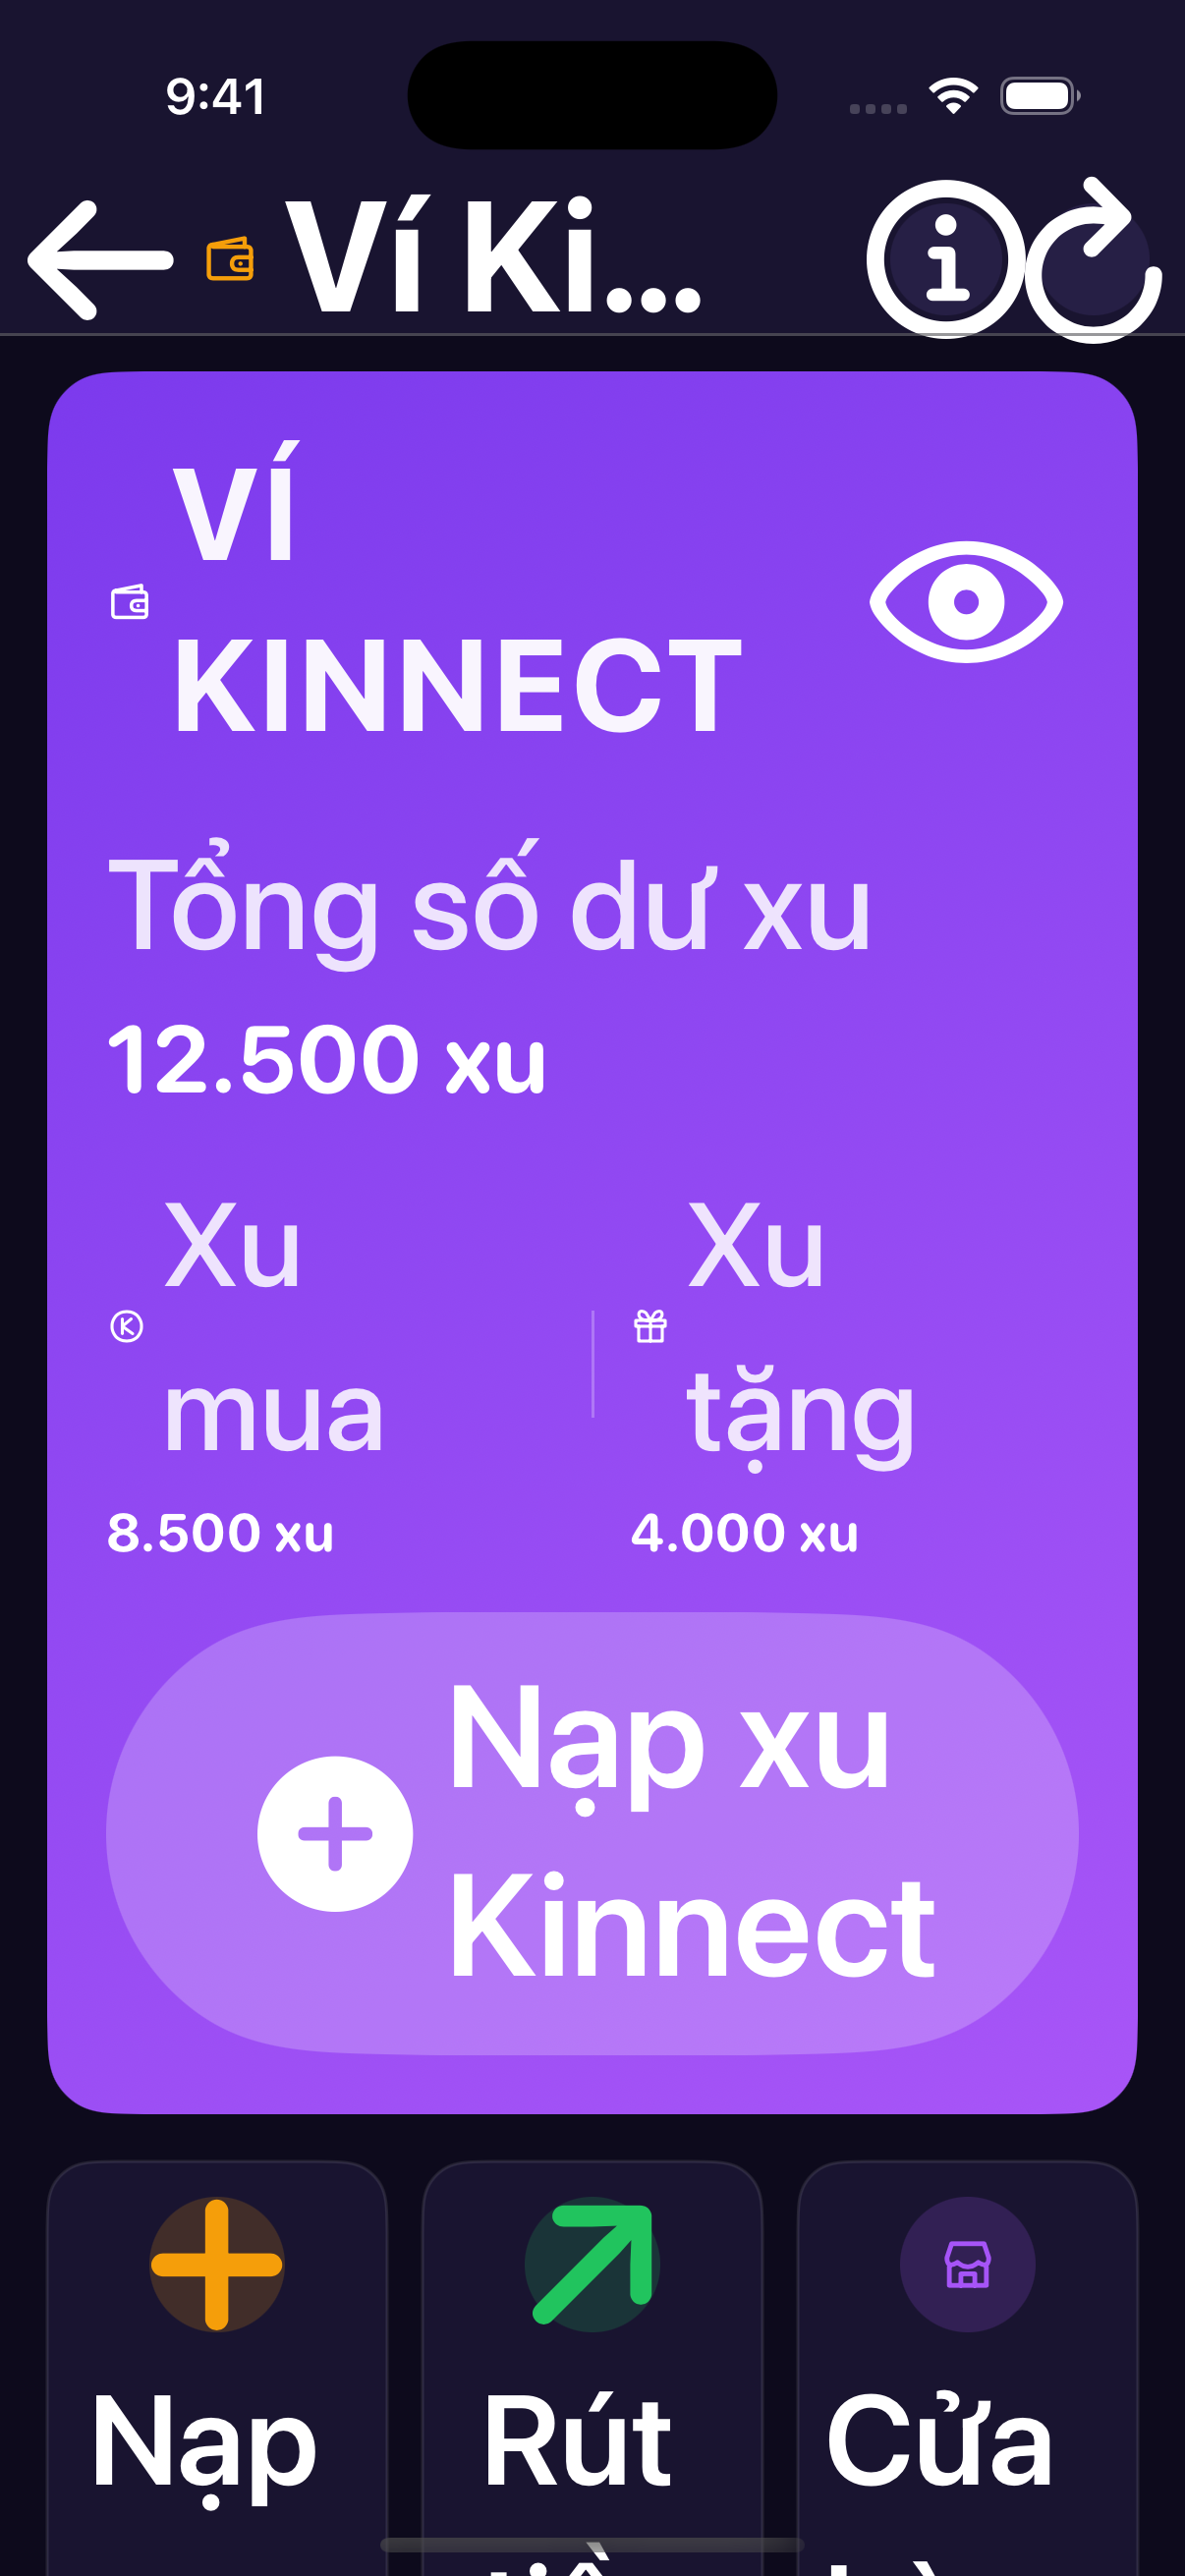 9:41
Ví Ki...
VÍ
KINNECT
Tổng số dư xu
12.500 xu
Xu
mua
8.500 xu
Xu
tặng
4.000 xu
Nạp xu
Kinnect
Nạp
Rút
Cửa